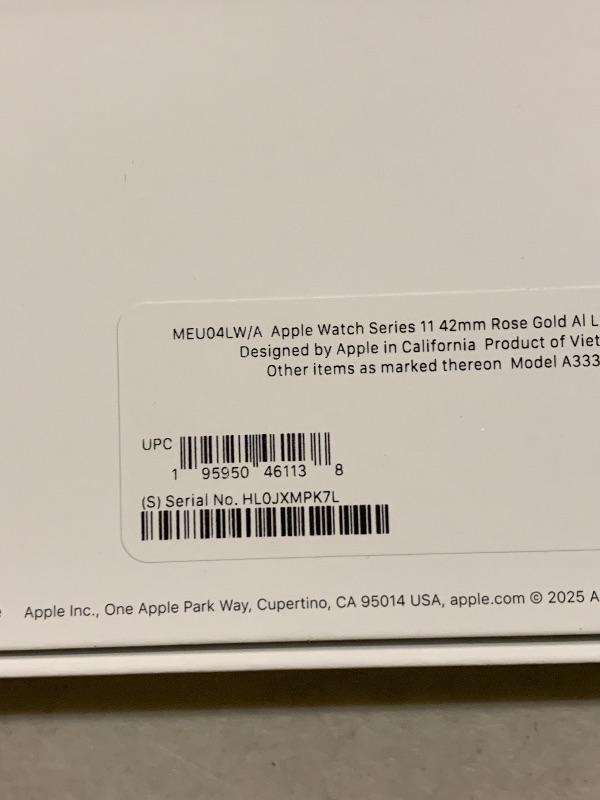 MEU04LW/A Apple Watch Series 11 42mm Rose Gold Al
Designed by Apple in California Product of
Other items as marked thereon Model
UPC
1 95950 46113 8
(S) Serial No. HL0JXMPK7L
Apple Inc., One Apple Park Way, Cupertino, CA 95014 USA, apple.com © 2025